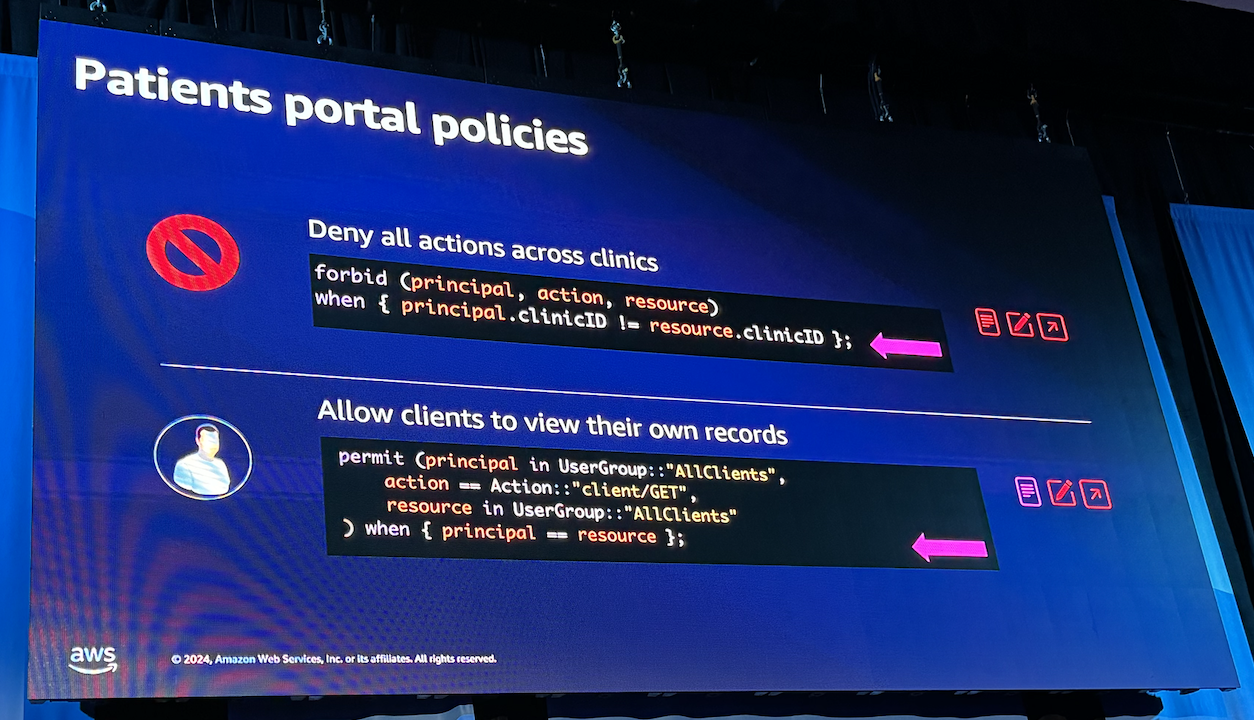 Patients portal policies
Deny all actions across clinics
forbid (principal, action, resource)
when { principal.clinicID != resource.clinicID };
Allow clients to view their own records
permit (principal in UserGroup::"AllClients",
action == Action::"client/GET",
resource in UserGroup::"AllClients"
) when { principal == resource };
aws
© 2024, Amazon Web Services, Inc. or its affiliates. All rights reserved.